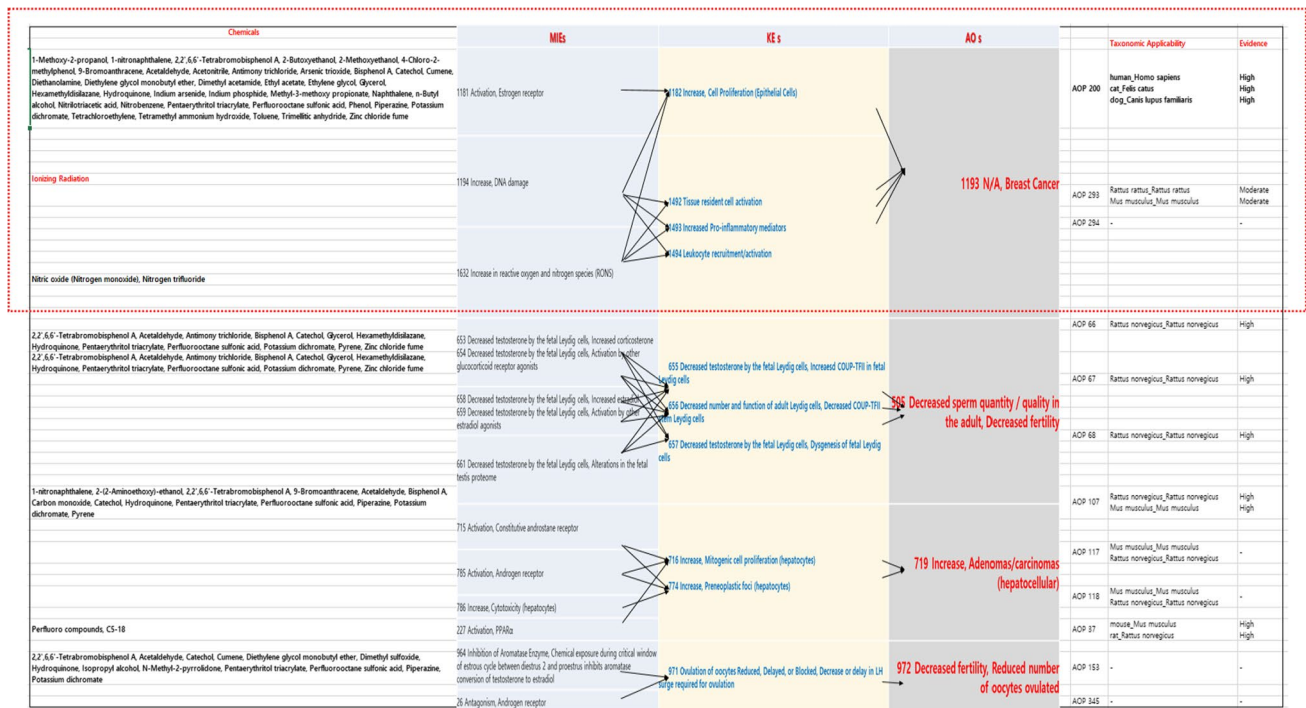 Chemicals
MIEs
KE s
AO s
Taxonomic Applicability
Evidence
1-Methoxy-2-propanol, 1-nitronaphthalene, 2,2',6,6'-Tetrabromobisphenol A, 2-Butoxyethanol, 2-Methoxyethanol, 4-Chloro-2-
methylphenol, 9-Bromoanthracene, Acetaldehyde, Acetonitrile, Antimony trichloride, Arsenic trioxide, Bisphenol A, Catechol, Cumene,
Diethanolamine, Diethylene glycol monobutyl ether, Dimethyl acetamide, Ethyl acetate, Ethylene glycol, Glycerol,
Hexamethyldisilazane, Hydroquinone, Indium arsenide, Indium phosphide, Methyl-3-methoxy propionate, Naphthalene, n-Butyl
alcohol, Nitrilotriacetic acid, Nitrobenzene, Pentaerythritol triacrylate, Perfluorooctane sulfonic acid, Phenol, Piperazine, Potassium
dichromate, Tetrachloroethylene, Tetramethyl ammonium hydroxide, Toluene, Trimellitic anhydride, Zinc chloride fume
1181 Activation, Estrogen receptor
1182 Increase, Cell Proliferation (Epithelial Cells)
AOP 200
human_Homo sapiens
High
cat_Felis catus
High
dog_Canis lupus familiaris
High
Ionizing Radiation
1194 Increase, DNA damage
1193 N/A, Breast Cancer
1492 Tissue resident cell activation
1493 Increased Pro-inflammatory mediators
1494 Leukocyte recruitment/activation
AOP 293
Rattus rattus_Rattus rattus
Moderate
Mus musculus_Mus musculus
Moderate
AOP 294
-
-
Nitric oxide (Nitrogen monoxide), Nitrogen trifluoride
1632 Increase in reactive oxygen and nitrogen species (RONS)
2,2',6,6'-Tetrabromobisphenol A, Acetaldehyde, Antimony trichloride, Bisphenol A, Catechol, Glycerol, Hexamethyldisilazane,
Hydroquinone, Pentaerythritol triacrylate, Perfluorooctane sulfonic acid, Potassium dichromate, Pyrene, Zinc chloride fume
2,2',6,6'-Tetrabromobisphenol A, Acetaldehyde, Antimony trichloride, Bisphenol A, Catechol, Glycerol, Hexamethyldisilazane,
Hydroquinone, Pentaerythritol triacrylate, Perfluorooctane sulfonic acid, Potassium dichromate, Pyrene, Zinc chloride fume
653 Decreased testosterone by the fetal Leydig cells, Increased corticosterone
654 Decreased testosterone by the fetal Leydig cells, Activation by other
glucocorticoid receptor agonists
658 Decreased testosterone by the fetal Leydig cells, Increased estradiol
659 Decreased testosterone by the fetal Leydig cells, Activation by other
estradiol agonists
661 Decreased testosterone by the fetal Leydig cells, Alterations in the fetal
testis proteome
655 Decreased testosterone by the fetal Leydig cells, Increaesd COUP-TFII in fetal
Leydig cells
656 Decreased number and function of adult Leydig cells, Decreased COUP-TFII
stem Leydig cells
657 Decreased testosterone by the fetal Leydig cells, Dysgenesis of fetal Leydig
cells
505 Decreased sperm quantity / quality in
the adult, Decreased fertility
AOP 66
Rattus norvegicus_Rattus norvegicus
High
AOP 67
Rattus norvegicus_Rattus norvegicus
High
AOP 68
Rattus norvegicus_Rattus norvegicus
High
1-nitronaphthalene, 2-(2-Aminoethoxy)-ethanol, 2,2',6,6'-Tetrabromobisphenol A, 9-Bromoanthracene, Acetaldehyde, Bisphenol A,
Carbon monoxide, Catechol, Hydroquinone, Pentaerythritol triacrylate, Perfluorooctane sulfonic acid, Piperazine, Potassium
dichromate, Pyrene
715 Activation, Constitutive androstane receptor
785 Activation, Androgen receptor
786 Increase, Cytotoxicity (hepatocytes)
716 Increase, Mitogenic cell proliferation (hepatocytes)
774 Increase, Preneoplastic foci (hepatocytes)
719 Increase, Adenomas/carcinomas
(hepatocellular)
AOP 107
Rattus norvegicus_Rattus norvegicus
High
Mus musculus_Mus musculus
High
AOP 117
Mus musculus_Mus musculus
Rattus norvegicus_Rattus norvegicus
-
AOP 118
Mus musculus_Mus musculus
Rattus norvegicus_Rattus norvegicus
-
Perfluoro compounds, C5-18
227 Activation, PPARα
AOP 37
mouse_Mus musculus
High
rat_Rattus norvegicus
High
2,2',6,6'-Tetrabromobisphenol A, Acetaldehyde, Catechol, Cumene, Diethylene glycol monobutyl ether, Dimethyl sulfoxide,
Hydroquinone, Isopropyl alcohol, N-Methyl-2-pyrrolidone, Pentaerythritol triacrylate, Perfluorooctane sulfonic acid, Piperazine,
Potassium dichromate
964 Inhibition of Aromatase Enzyme, Chemical exposure during critical window
of estrous cycle between diestrus 2 and proestrus inhibits aromatase
conversion of testosterone to estradiol
26 Antagonism, Androgen receptor
971 Ovulation of oocytes Reduced, Delayed, or Blocked, Decrease or delay in LH
surge required for ovulation
972 Decreased fertility, Reduced number
of oocytes ovulated
AOP 153
-
-
AOP 345
-
-